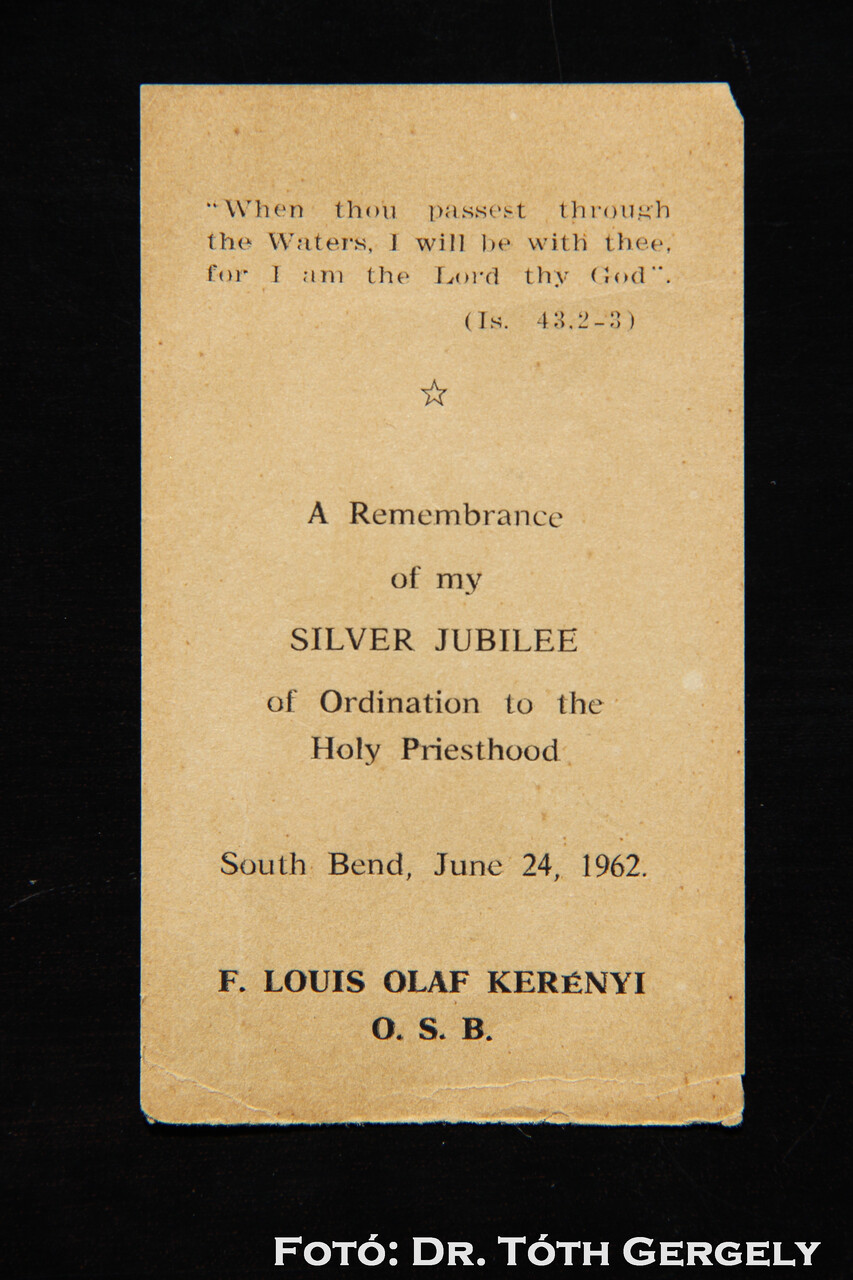 "When thou passest through
the Waters, I will be with thee,
for I am the Lord thy God".
(Is. 43.2-3)
☆
A Remembrance
of my
SILVER JUBILEE
of Ordination to the
Holy Priesthood
South Bend, June 24, 1962.
F. LOUIS OLAF KERÉNYI
O. S. B.
FOTÓ: DR. TÓTH GERGELY